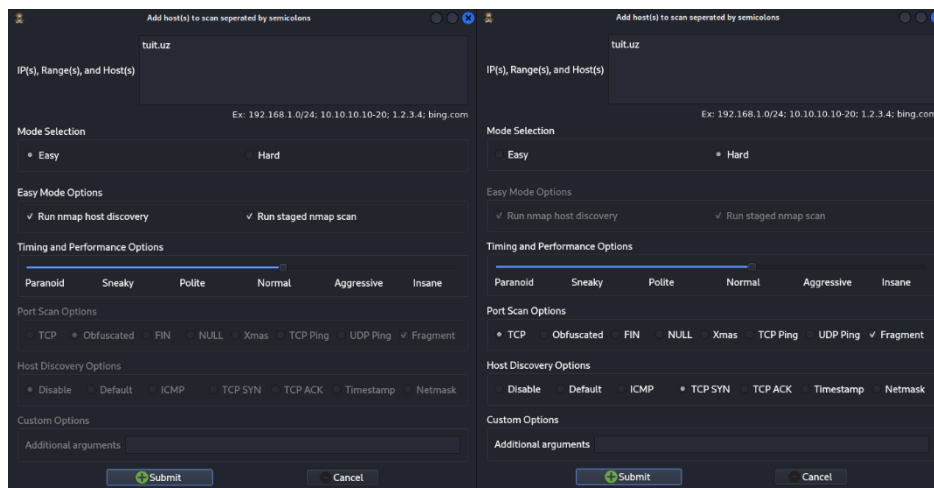 Add host(s) to scan seperated by semicolons
tuit.uz
IP(s), Range(s), and Host(s)
Ex: 192.168.1.0/24; 10.10.10.10-20; 1.2.3.4; bing.com
Mode Selection
Easy Hard
Easy Mode Options
Run nmap host discovery Run staged nmap scan
Timing and Performance Options
Paranoid Sneaky Polite Normal Aggressive Insane
Port Scan Options
TCP Obfuscated FIN NULL Xmas TCP Ping UDP Ping Fragment
Host Discovery Options
Disable Default ICMP TCP SYN TCP ACK Timestamp Netmask
Custom Options
Additional arguments
Submit Cancel
Add host(s) to scan seperated by semicolons
tuit.uz
IP(s), Range(s), and Host(s)
Ex: 192.168.1.0/24; 10.10.10.10-20; 1.2.3.4; bing.com
Mode Selection
Easy Hard
Easy Mode Options
Run nmap host discovery Run staged nmap scan
Timing and Performance Options
Paranoid Sneaky Polite Normal Aggressive Insane
Port Scan Options
TCP Obfuscated FIN NULL Xmas TCP Ping UDP Ping Fragment
Host Discovery Options
Disable Default ICMP TCP SYN TCP ACK Timestamp Netmask
Custom Options
Additional arguments
Submit Cancel